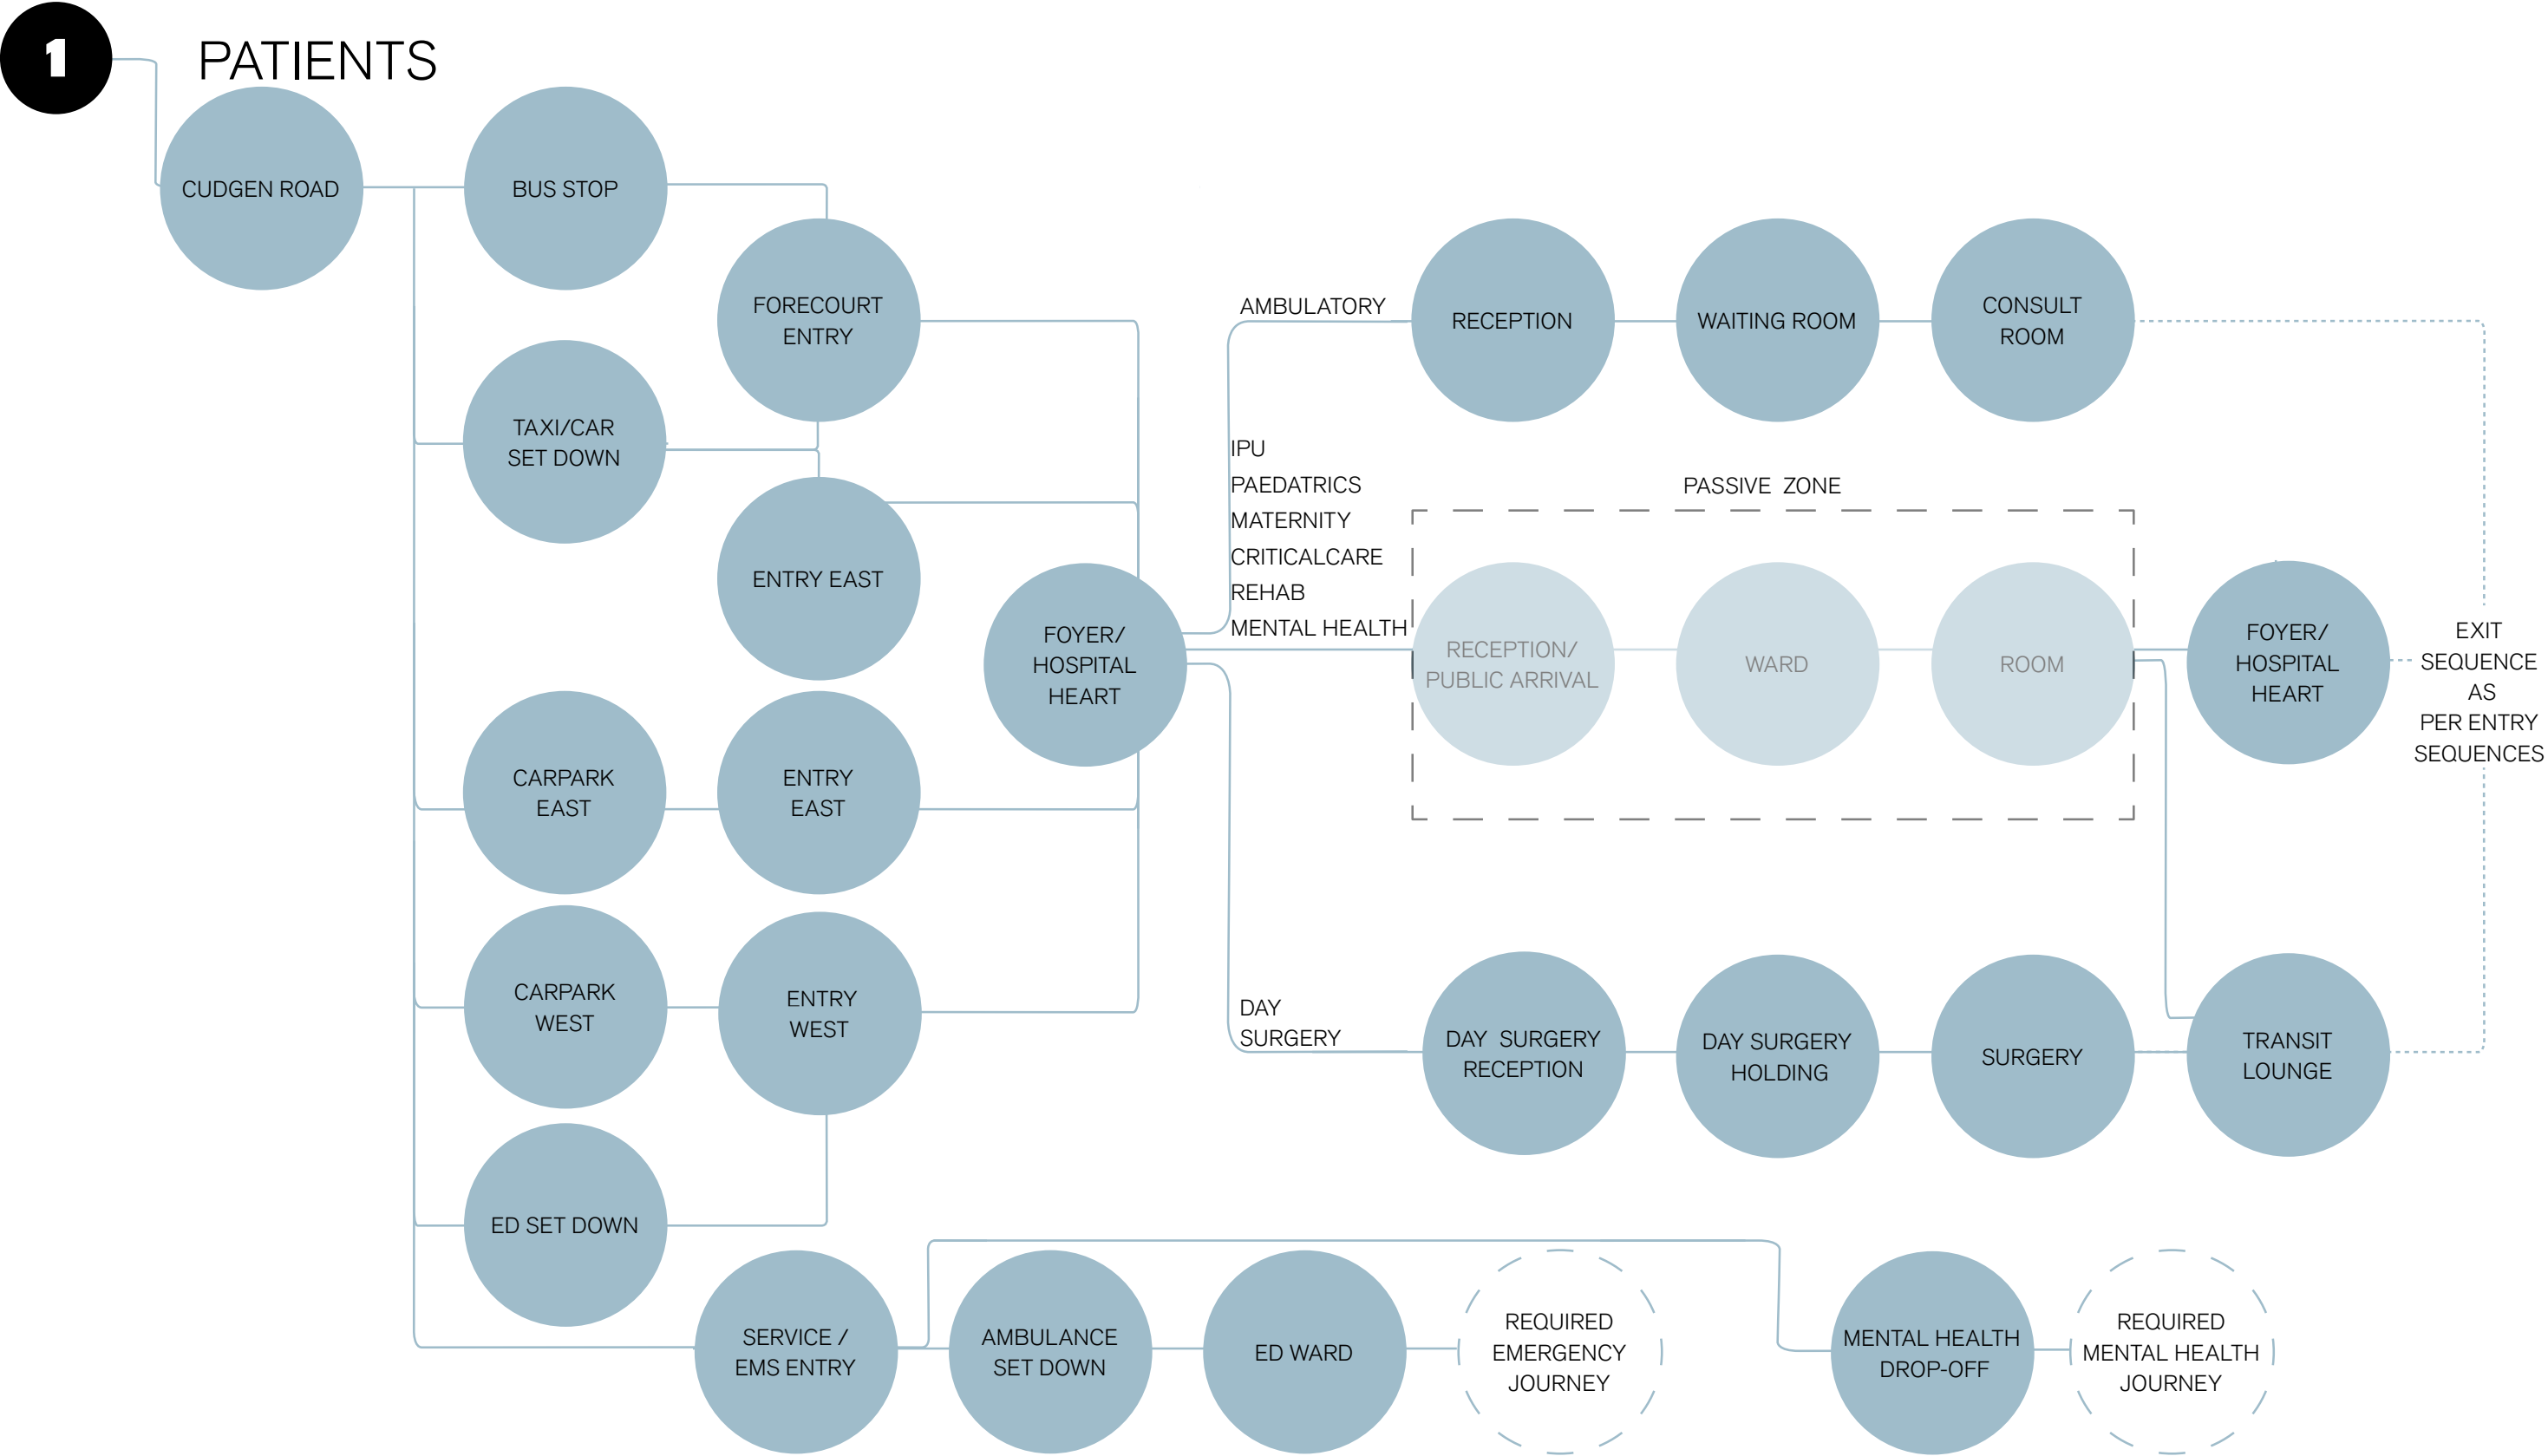 1
PATIENTS
CUDGEN ROAD
BUS STOP
FORECOURT
ENTRY
TAXI/CAR
SET DOWN
ENTRY EAST
CARPARK
EAST
ENTRY
EAST
CARPARK
WEST
ENTRY
WEST
ED SET DOWN
FOYER/
HOSPITAL
HEART
AMBULATORY
RECEPTION
WAITING ROOM
CONSULT
ROOM
IPU
PAEDATRICS
MATERNITY
CRITICALCARE
REHAB
MENTAL HEALTH
PASSIVE ZONE
RECEPTION/
PUBLIC ARRIVAL
WARD
ROOM
FOYER/
HOSPITAL
HEART
EXIT
SEQUENCE
AS
PER ENTRY
SEQUENCES
DAY
SURGERY
DAY SURGERY
RECEPTION
DAY SURGERY
HOLDING
SURGERY
TRANSIT
LOUNGE
SERVICE /
EMS ENTRY
AMBULANCE
SET DOWN
ED WARD
REQUIRED
EMERGENCY
JOURNEY
MENTAL HEALTH
DROP-OFF
REQUIRED
MENTAL HEALTH
JOURNEY